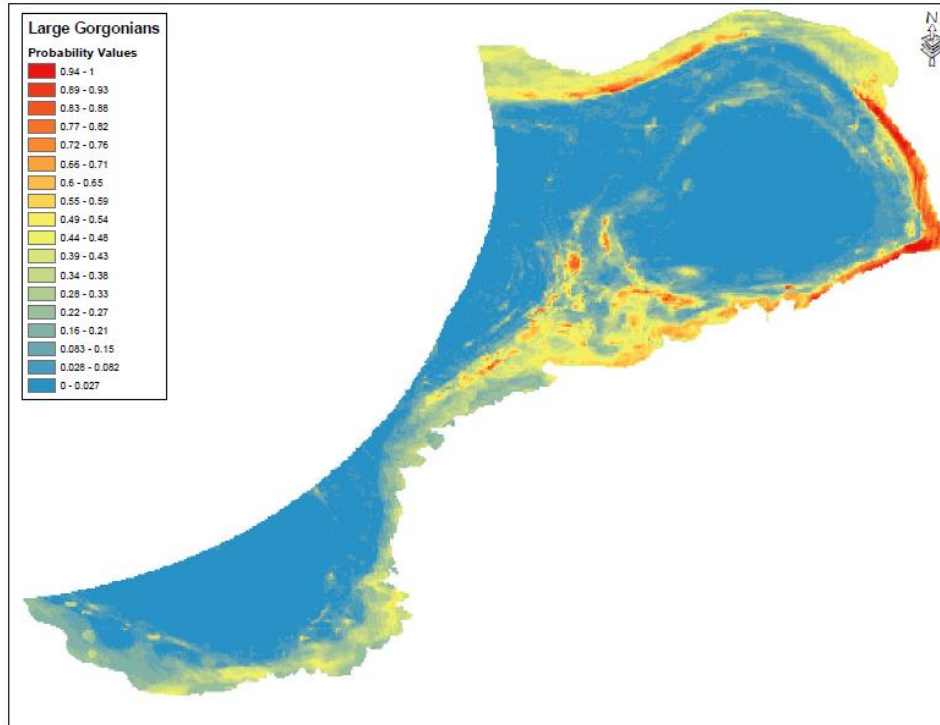 Large Gorgonians
Probability Values
0.94 - 1
0.89 - 0.93
0.83 - 0.88
0.77 - 0.82
0.72 - 0.76
0.66 - 0.71
0.6 - 0.65
0.55 - 0.59
0.49 - 0.54
0.44 - 0.48
0.39 - 0.43
0.34 - 0.38
0.28 - 0.33
0.22 - 0.27
0.16 - 0.21
0.083 - 0.15
0.028 - 0.082
0 - 0.027
N